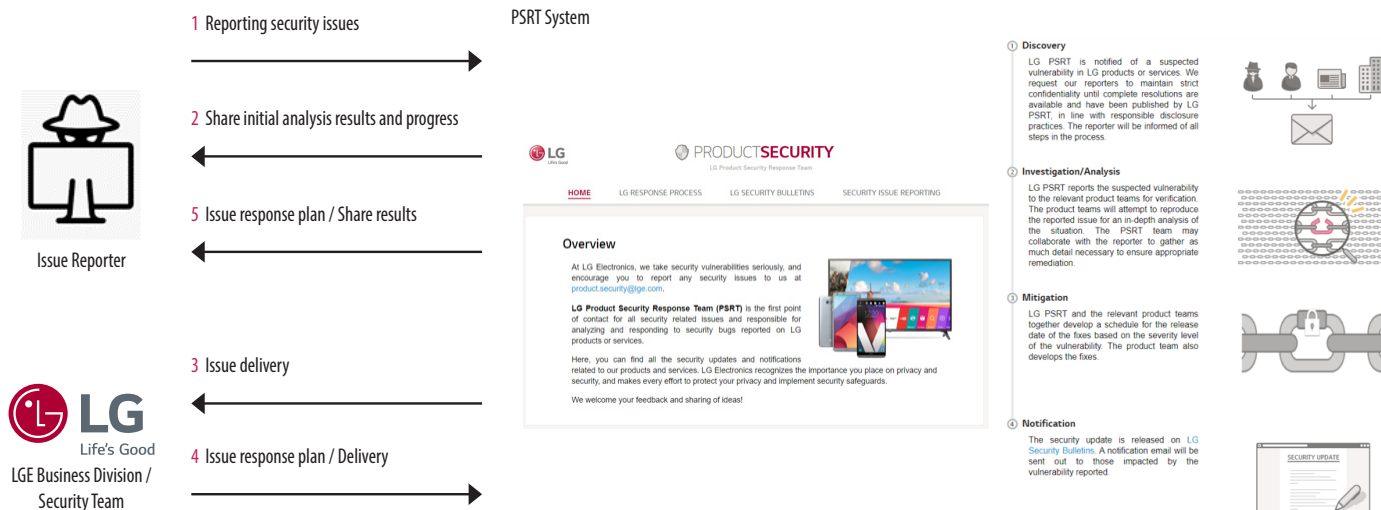 1 Reporting security issues
2 Share initial analysis results and progress
5 Issue response plan / Share results
Issue Reporter
3 Issue delivery
4 Issue response plan / Delivery
LG
Life's Good
LGE Business Division /
Security Team
PSRT System
LG
Life's Good
PRODUCTSECURITY
LG Product Security Response Team
HOME LG RESPONSE PROCESS LG SECURITY BULLETINS SECURITY ISSUE REPORTING
Overview
At LG Electronics, we take security vulnerabilities seriously, and
encourage you to report any security issues to us at
product.security@lge.com.
LG Product Security Response Team (PSRT) is the first point
of contact for all security related issues and responsible for
analyzing and responding to security bugs reported on LG
products or services.
Here, you can find all the security updates and notifications
related to our products and services. LG Electronics recognizes the importance you place on privacy and
security, and makes every effort to protect your privacy and implement security safeguards.
We welcome your feedback and sharing of ideas!
1 Discovery
LG PSRT is notified of a suspected
vulnerability in LG products or services. We
request our reporters to maintain strict
confidentiality until complete resolutions are
available and have been published by LG
PSRT, in line with responsible disclosure
practices. The reporter will be informed of all
steps in the process.
2 Investigation/Analysis
LG PSRT reports the suspected vulnerability
to the relevant product teams for verification.
The product teams will attempt to reproduce
the reported issue for an in-depth analysis of
the situation. The PSRT team may
collaborate with the reporter to gather as
much detail necessary to ensure appropriate
remediation.
3 Mitigation
LG PSRT and the relevant product teams
together develop a schedule for the release
date of the fixes based on the severity level
of the vulnerability. The product team also
develops the fixes.
4 Notification
The security update is released on LG
Security Bulletins. A notification email will be
sent out to those impacted by the
vulnerability reported.
SECURITY UPDATE